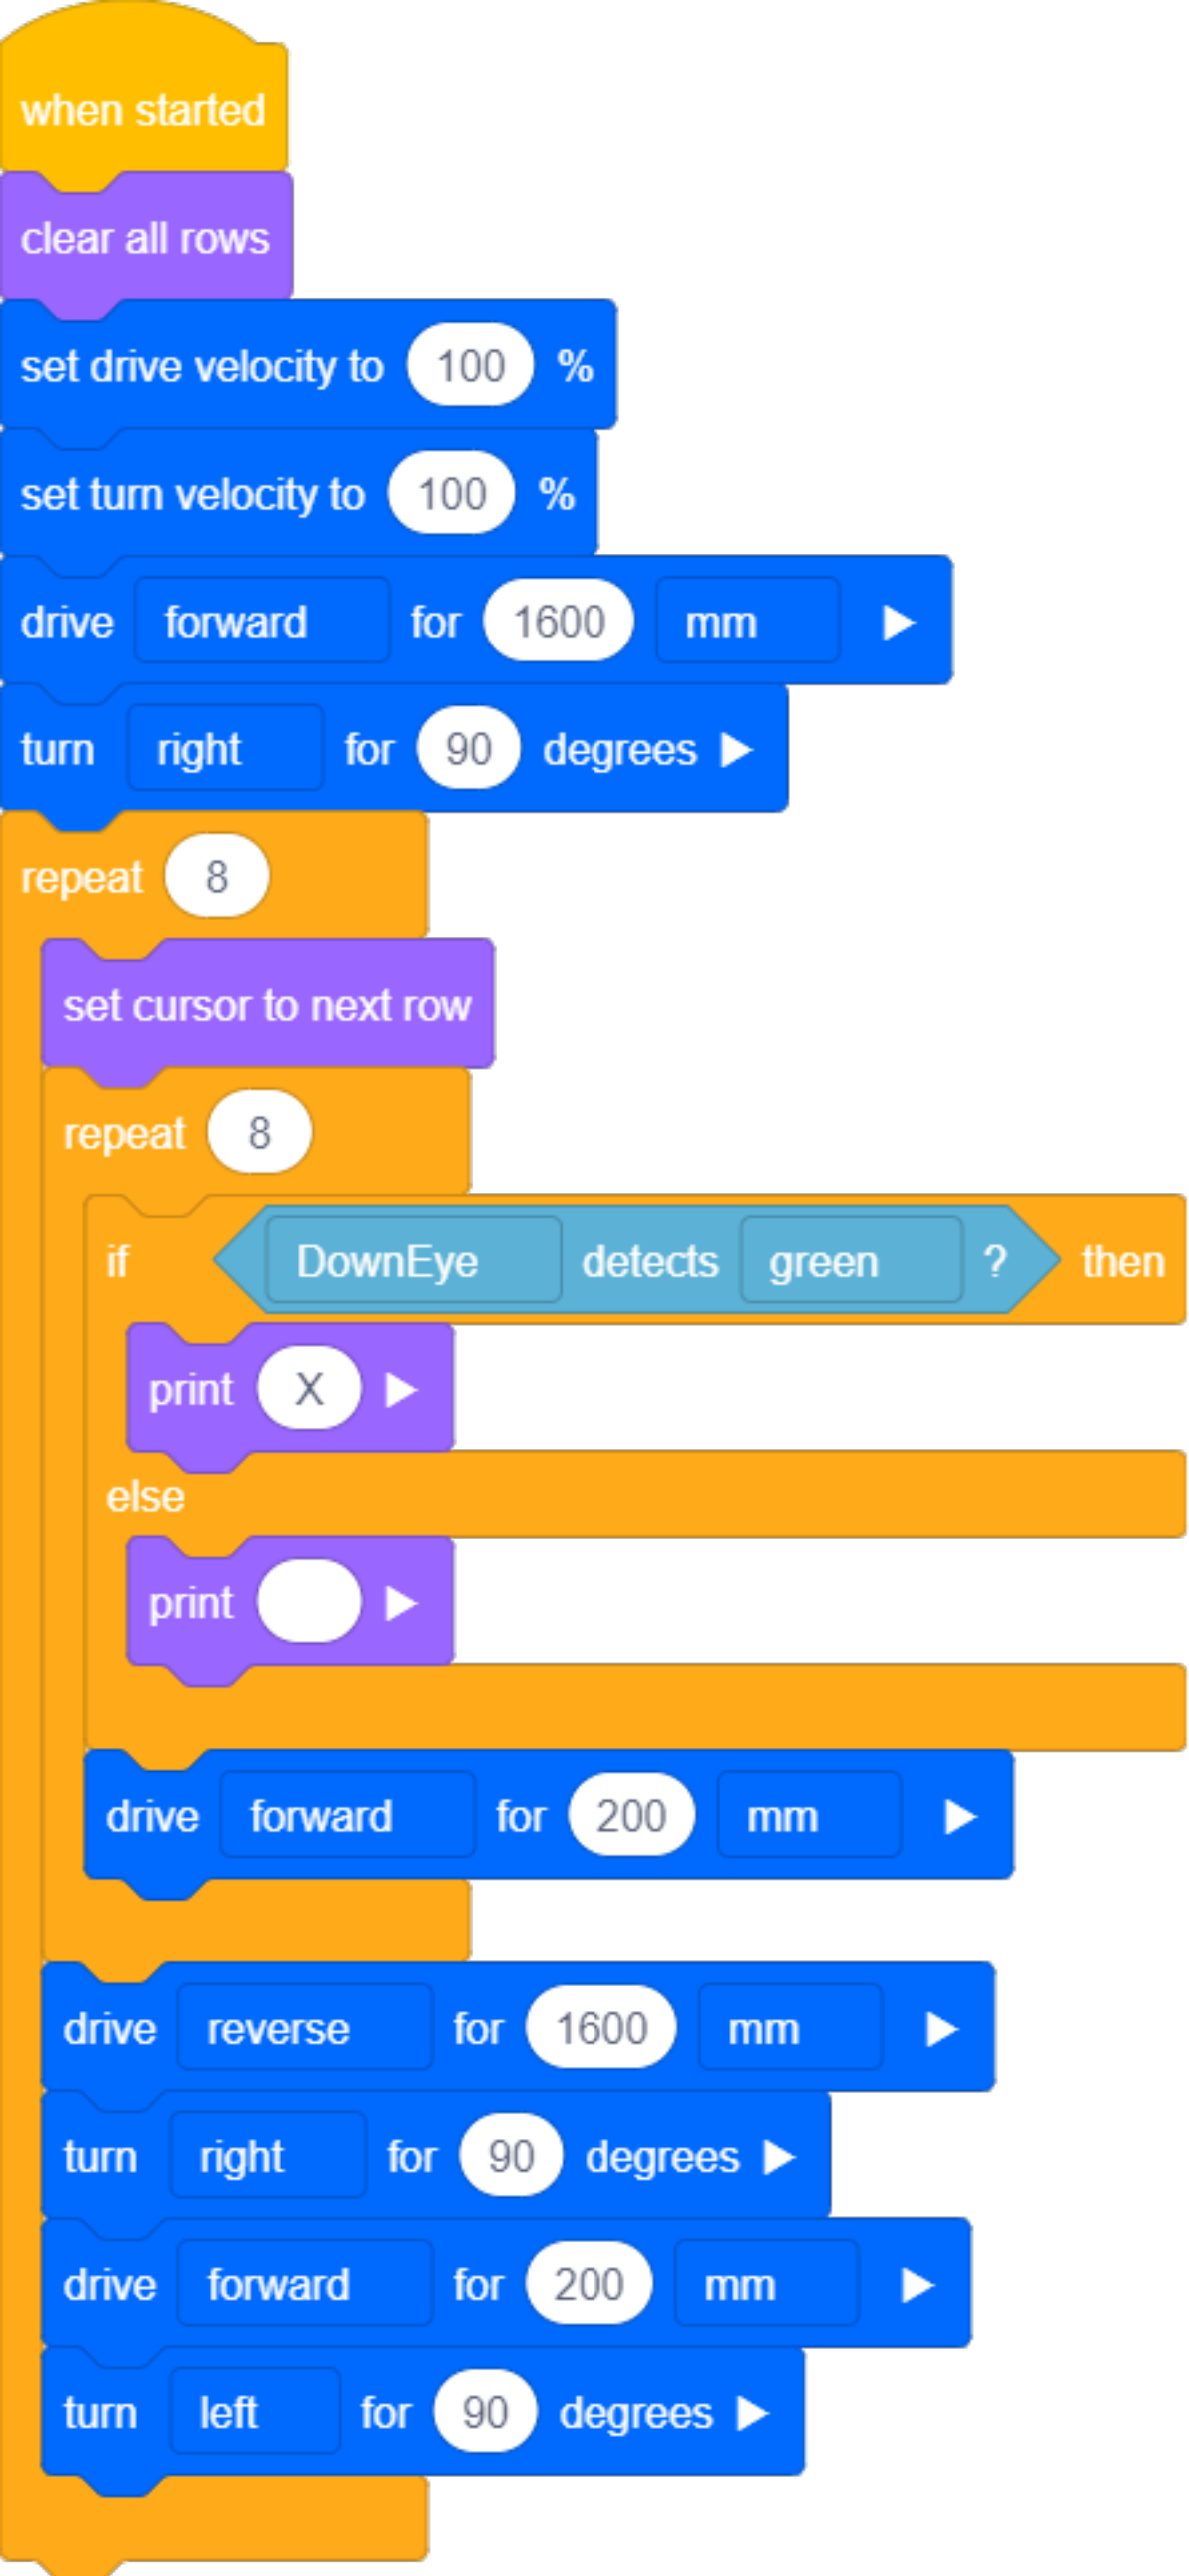 when started
clear all rows
set drive velocity to 100 %
set turn velocity to 100 %
drive forward for 1600 mm
turn right for 90 degrees
repeat 8
set cursor to next row
repeat 8
if DownEye detects green ? then
print X
else
print
drive forward for 200 mm
drive reverse for 1600 mm
turn right for 90 degrees
drive forward for 200 mm
turn left for 90 degrees